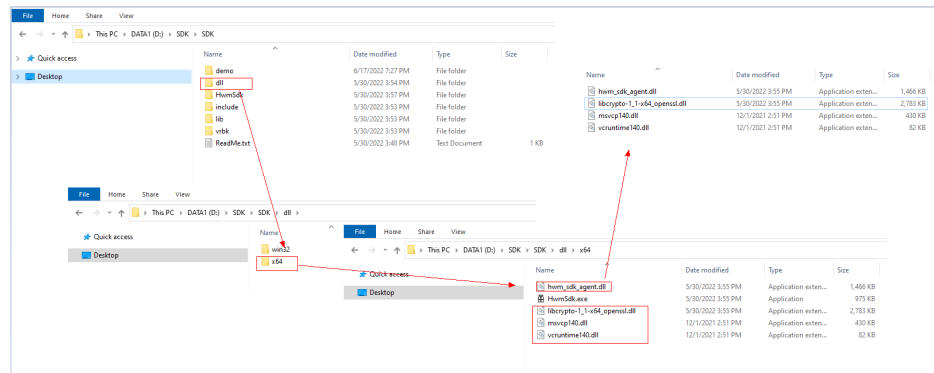 File Home Share View
This PC › DATA1 (D:) › SDK › SDK
Quick access
Desktop
Name Date modified Type Size
demo 6/17/2022 7:27 PM File folder
dll 5/30/2022 3:54 PM File folder
HwmSdk 5/30/2022 3:57 PM File folder
include 5/30/2022 3:53 PM File folder
lib 5/30/2022 3:53 PM File folder
vrbk 5/30/2022 3:53 PM File folder
ReadMe.txt 5/30/2022 3:48 PM Text Document 1 KB
Name Date modified Type Size
hwm_sdk_agent.dll 5/30/2022 3:55 PM Application exten... 1,466 KB
libcrypto-1_1-x64_openssl.dll 5/30/2022 3:55 PM Application exten... 2,783 KB
msvcp140.dll 12/1/2021 2:51 PM Application exten... 430 KB
vcruntime140.dll 12/1/2021 2:51 PM Application exten... 82 KB
File Home Share View
This PC › DATA1 (D:) › SDK › SDK › dll ›
Quick access
Desktop
Name
win32
x64
File Home Share View
This PC › DATA1 (D:) › SDK › SDK › dll › x64
Quick access
Desktop
Name Date modified Type Size
hwm_sdk_agent.dll 5/30/2022 3:55 PM Application exten... 1,466 KB
HwmSdk.exe 5/30/2022 3:55 PM Application 975 KB
libcrypto-1_1-x64_openssl.dll 5/30/2022 3:55 PM Application exten... 2,783 KB
msvcp140.dll 12/1/2021 2:51 PM Application exten... 430 KB
vcruntime140.dll 12/1/2021 2:51 PM Application exten... 82 KB